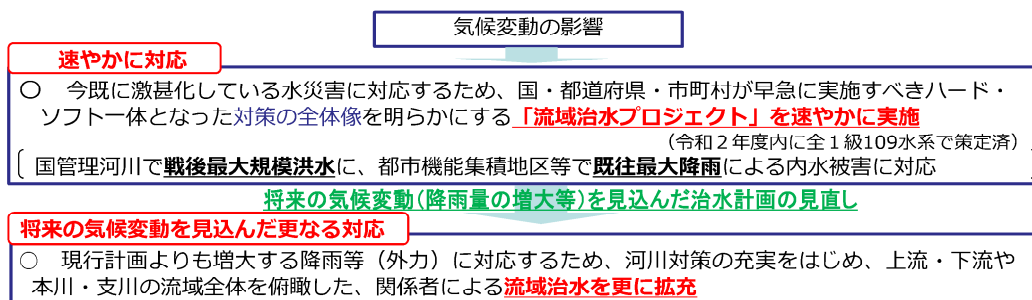 気候変動の影響
速やかに対応
〇 今既に激甚化している水災害に対応するため、国・都道府県・市町村が早急に実施すべきハード・
ソフト一体となった対策の全体像を明らかにする「流域治水プロジェクト」を速やかに実施
（令和２年度内に全１級109水系で策定済）
国管理河川で戦後最大規模洪水に、都市機能集積地区等で既往最大降雨による内水被害に対応
将来の気候変動（降雨量の増大等）を見込んだ治水計画の見直し
将来の気候変動を見込んだ更なる対応
○ 現行計画よりも増大する降雨等（外力）に対応するため、河川対策の充実をはじめ、上流・下流や
本川・支川の流域全体を俯瞰した、関係者による流域治水を更に拡充